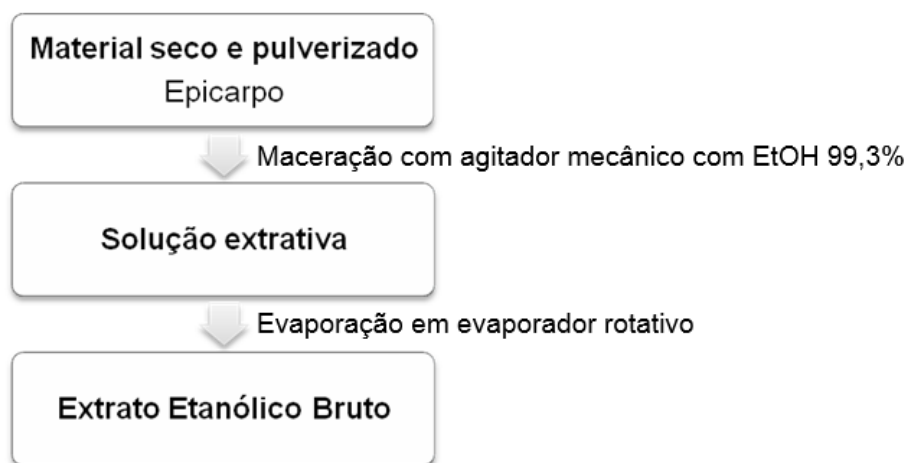 Material seco e pulverizado
Epicarpo
Maceração com agitador mecânico com EtOH 99,3%
Solução extrativa
Evaporação em evaporador rotativo
Extrato Etanólico Bruto